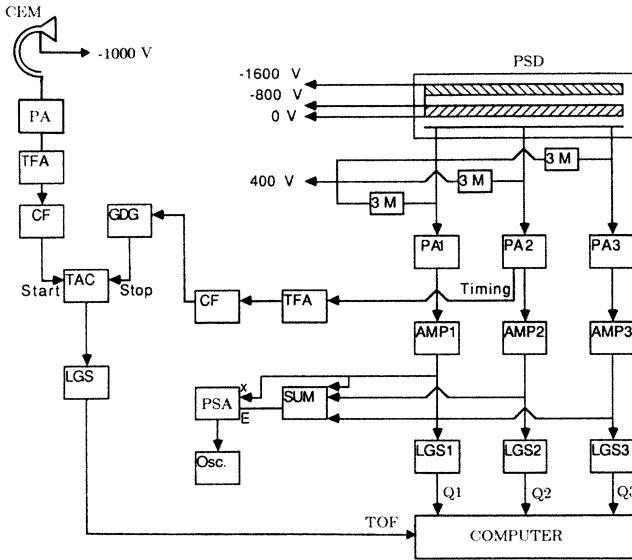 CEM
-1000 V
PSD
-1600 V
-800 V
0 V
PA
TFA
3 M
400 V
3 M
3 M
CF
GDG
PA1
PA2
PA3
TAC
Start
Stop
Timing
CF
TFA
AMP1
AMP2
AMP3
LGS
x
PSA
SUM
E
Osc.
LGS1
LGS2
LGS3
Q1
Q2
Q3
TOF
COMPUTER